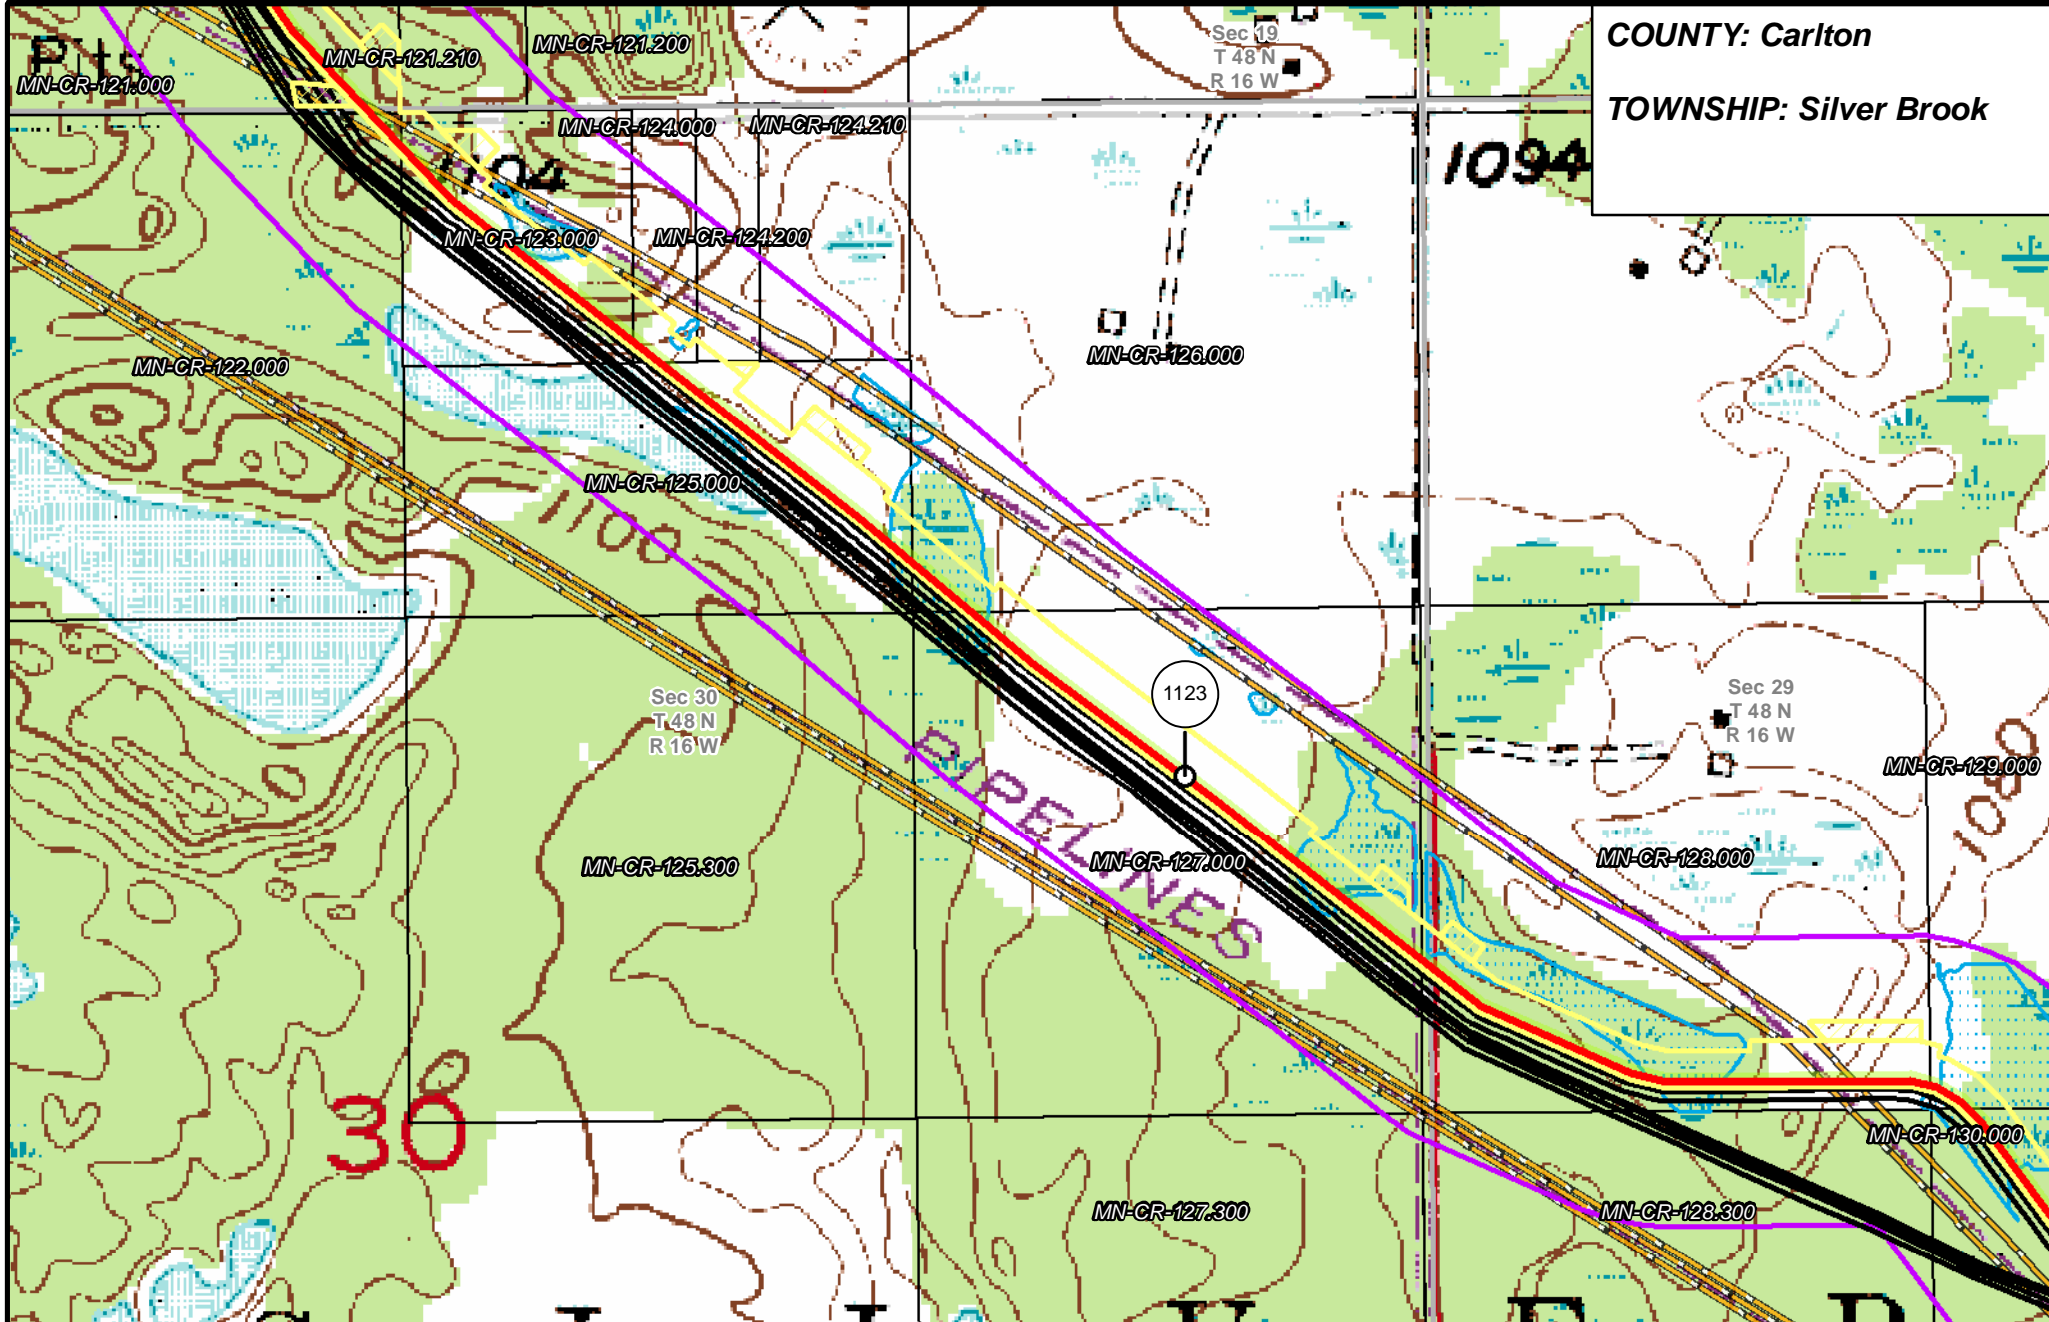 COUNTY: Carlton
TOWNSHIP: Silver Brook
Pits
MN-CR-121.000
MN-CR-121.210
MN-CR-121.200
Sec 19
T 48 N
R 16 W
MN-CR-124.000
MN-CR-124.210
1094
MN-CR-123.000
MN-CR-124.200
MN-CR-122.000
MN-CR-126.000
MN-CR-125.000
1100
Sec 30
T 48 N
R 16 W
1123
Sec 29
T 48 N
R 16 W
PIPELINES
MN-CR-129.000
1080
MN-CR-125.300
MN-CR-127.000
MN-CR-128.000
30
MN-CR-130.000
MN-CR-127.300
MN-CR-128.300